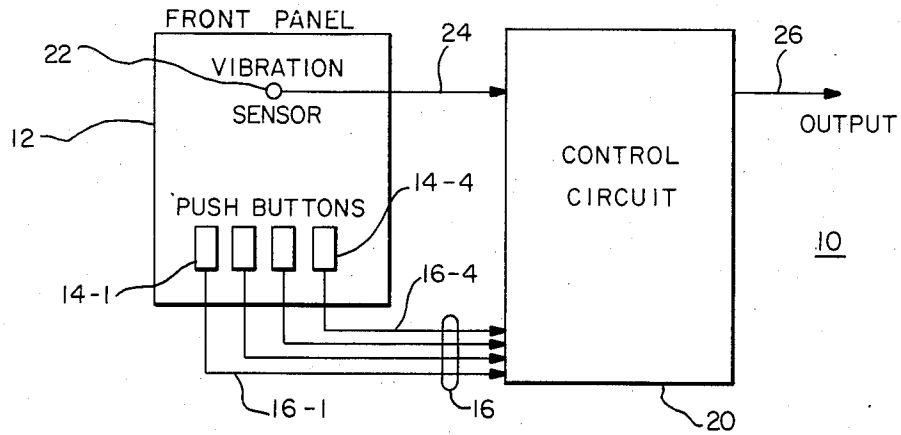 FRONT PANEL
22
VIBRATION
SENSOR
24
26
OUTPUT
12
CONTROL
CIRCUIT
14-4
PUSH BUTTONS
10
14-1
16-4
16-1
16
20